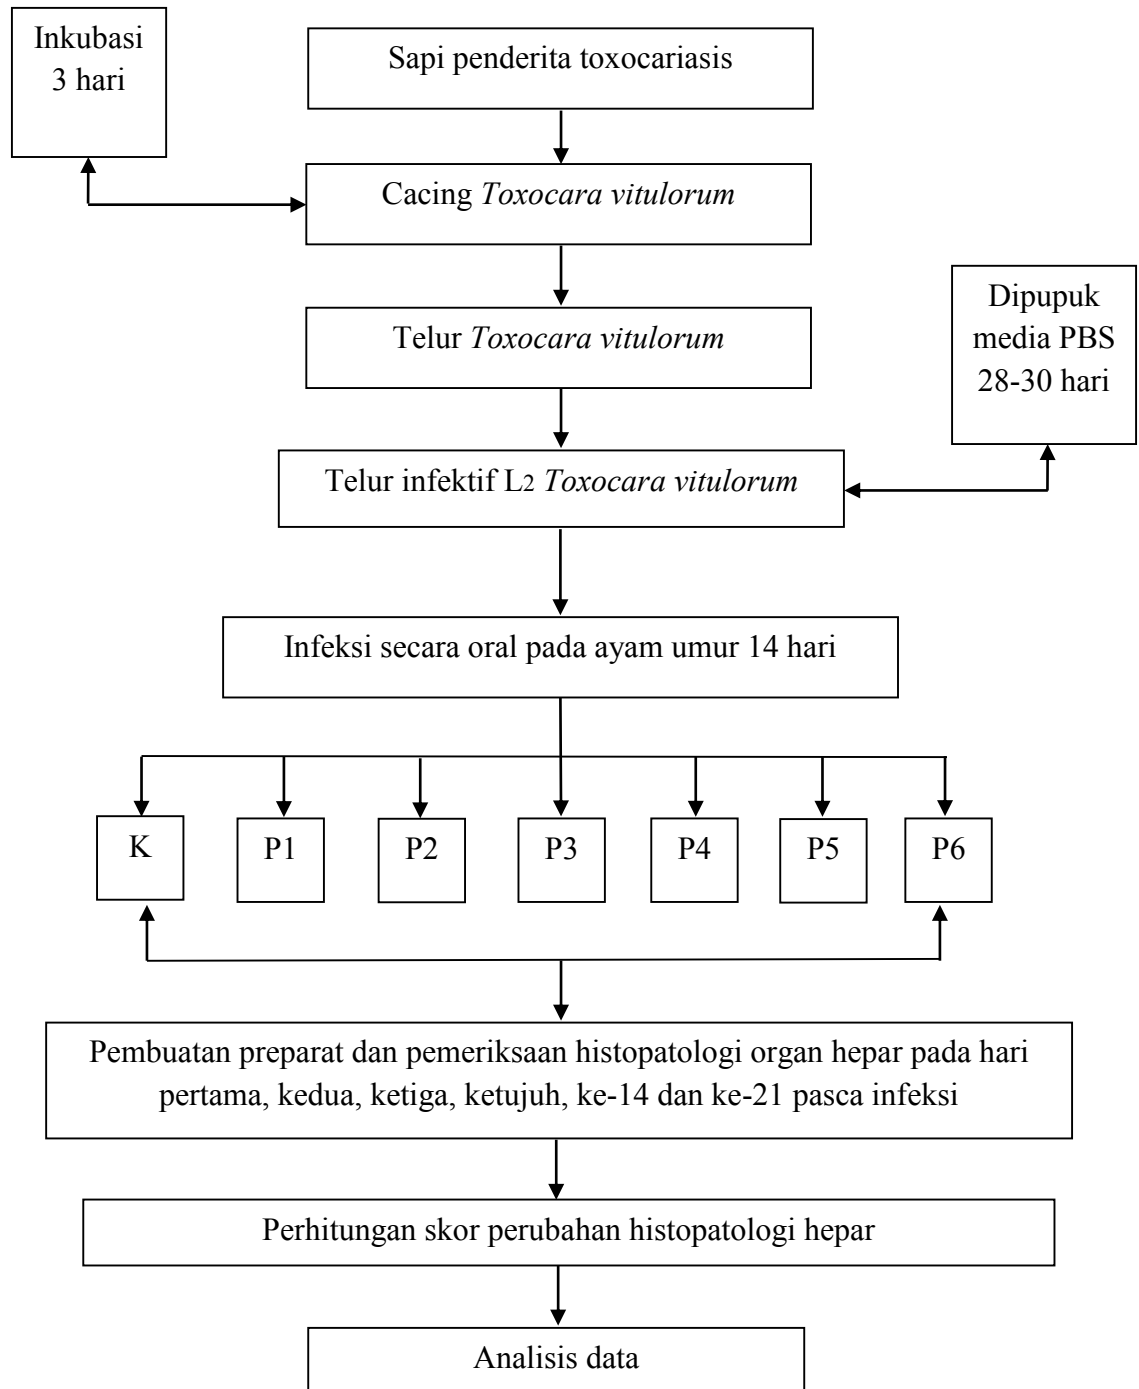 Inkubasi
3 hari
Sapi penderita toxocariasis
Cacing Toxocara vitulorum
Telur Toxocara vitulorum
Dipupuk
media PBS
28-30 hari
Telur infektif L2 Toxocara vitulorum
Infeksi secara oral pada ayam umur 14 hari
K
P1
P2
P3
P4
P5
P6
Pembuatan preparat dan pemeriksaan histopatologi organ hepar pada hari
pertama, kedua, ketiga, ketujuh, ke-14 dan ke-21 pasca infeksi
Perhitungan skor perubahan histopatologi hepar
Analisis data